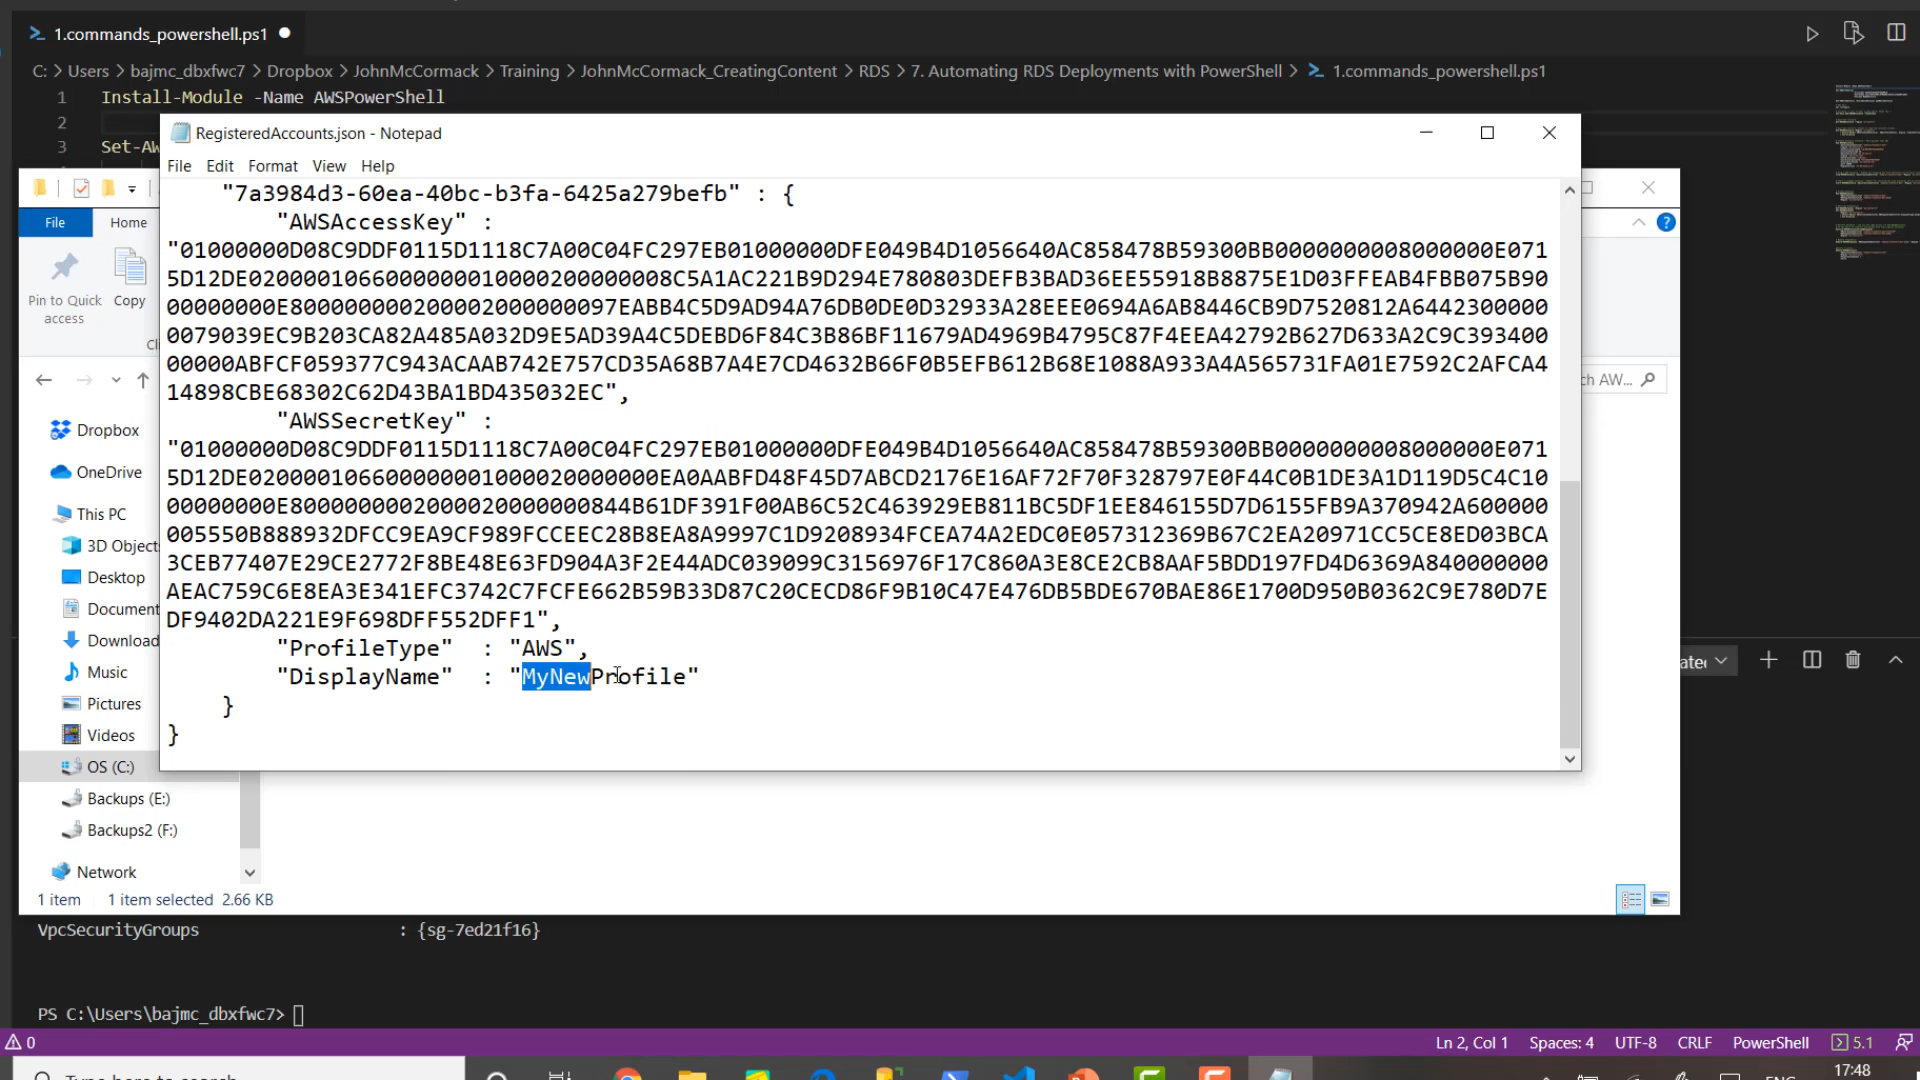 1.commands_powershell.ps1
C: > Users > bajmc_dbxfwc7 > Dropbox > JohnMcCormack > Training > JohnMcCormack_CreatingContent > RDS > 7. Automating RDS Deployments with PowerShell > 1.commands_powershell.ps1
1 Install-Module -Name AWSPowerShell
2
3 Set-AW
RegisteredAccounts.json - Notepad
File Edit Format View Help
"7a3984d3-60ea-40bc-b3fa-6425a279befb" : {
"AWSAccessKey" :
"01000000D08C9DDF0115D1118C7A00C04FC297EB01000000DFE049B4D1056640AC858478B59300BB0000000008000000E0715D12DE0200001066000000010000200000008C5A1AC221B9D294E780803DEFB3BAD36EE55918B8875E1D03FFEAB4FBB075B90
00000000E80000000020000200000097EABB4C5D9AD94A76DB0DE0D32933A28EEE0694A6AB8446CB9D7520812A6442300000
0079039EC9B203CA82A485A032D9E5AD39A4C5DEBD6F84C3B86BF11679AD4969B4795C87F4EEA42792B627D633A2C9C39340
00000ABFCF059377C943ACAAB742E757CD35A68B7A4E7CD4632B66F0B5EFB612B68E1088A933A4A565731FA01E7592C2AFCA4
14898CBE68302C62D43BA1BD435032EC",
"AWSSecretKey" :
"01000000D08C9DDF0115D1118C7A00C04FC297EB01000000DFE049B4D1056640AC858478B59300BB0000000008000000E071
5D12DE020000106600000001000020000000EA0AABFD48F45D7ABCD2176E16AF72F70F328797E0F44C0B1DE3A1D119D5C4C10
00000000E8000000002000020000000844B61DF391F00AB6C52C463929EB811BC5DF1EE846155D7D6155FB9A370942A600000
005550B888932DFCC9EA9CF989FCCEEC28B8EA8A9997C1D9208934FCEA74A2EDC0E057312369B67C2EA20971CC5CE8ED03BCA
3CEB77407E29CE2772F8BE48E63FD904A3F2E44ADC039099C3156976F17C860A3E8CE2CB8AAF5BDD197FD4D6369A840000000
AEAC759C6E8EA3E341EFC3742C7FCFE662B59B33D87C20CECD86F9B10C47E476DB5BDE670BAE86E1700D950B0362C9E780D7E
DF9402DA221E9F698DFF552DFF1",
"ProfileType" : "AWS",
"DisplayName" : "MyNewProfile"
}
}
File Home
Pin to Quick access
Copy
Dropbox
OneDrive
This PC
3D Object
Desktop
Document
Download
Music
Pictures
Videos
OS (C:)
Backups (E:)
Backups2 (F:)
Network
1 item 1 item selected 2.66 KB
VpcSecurityGroups : {sg-7ed21f16}
PS C:\Users\bajmc_dbxfwc7>
0 Ln 2, Col 1 Spaces: 4 UTF-8 CRLF PowerShell 5.1
17:48